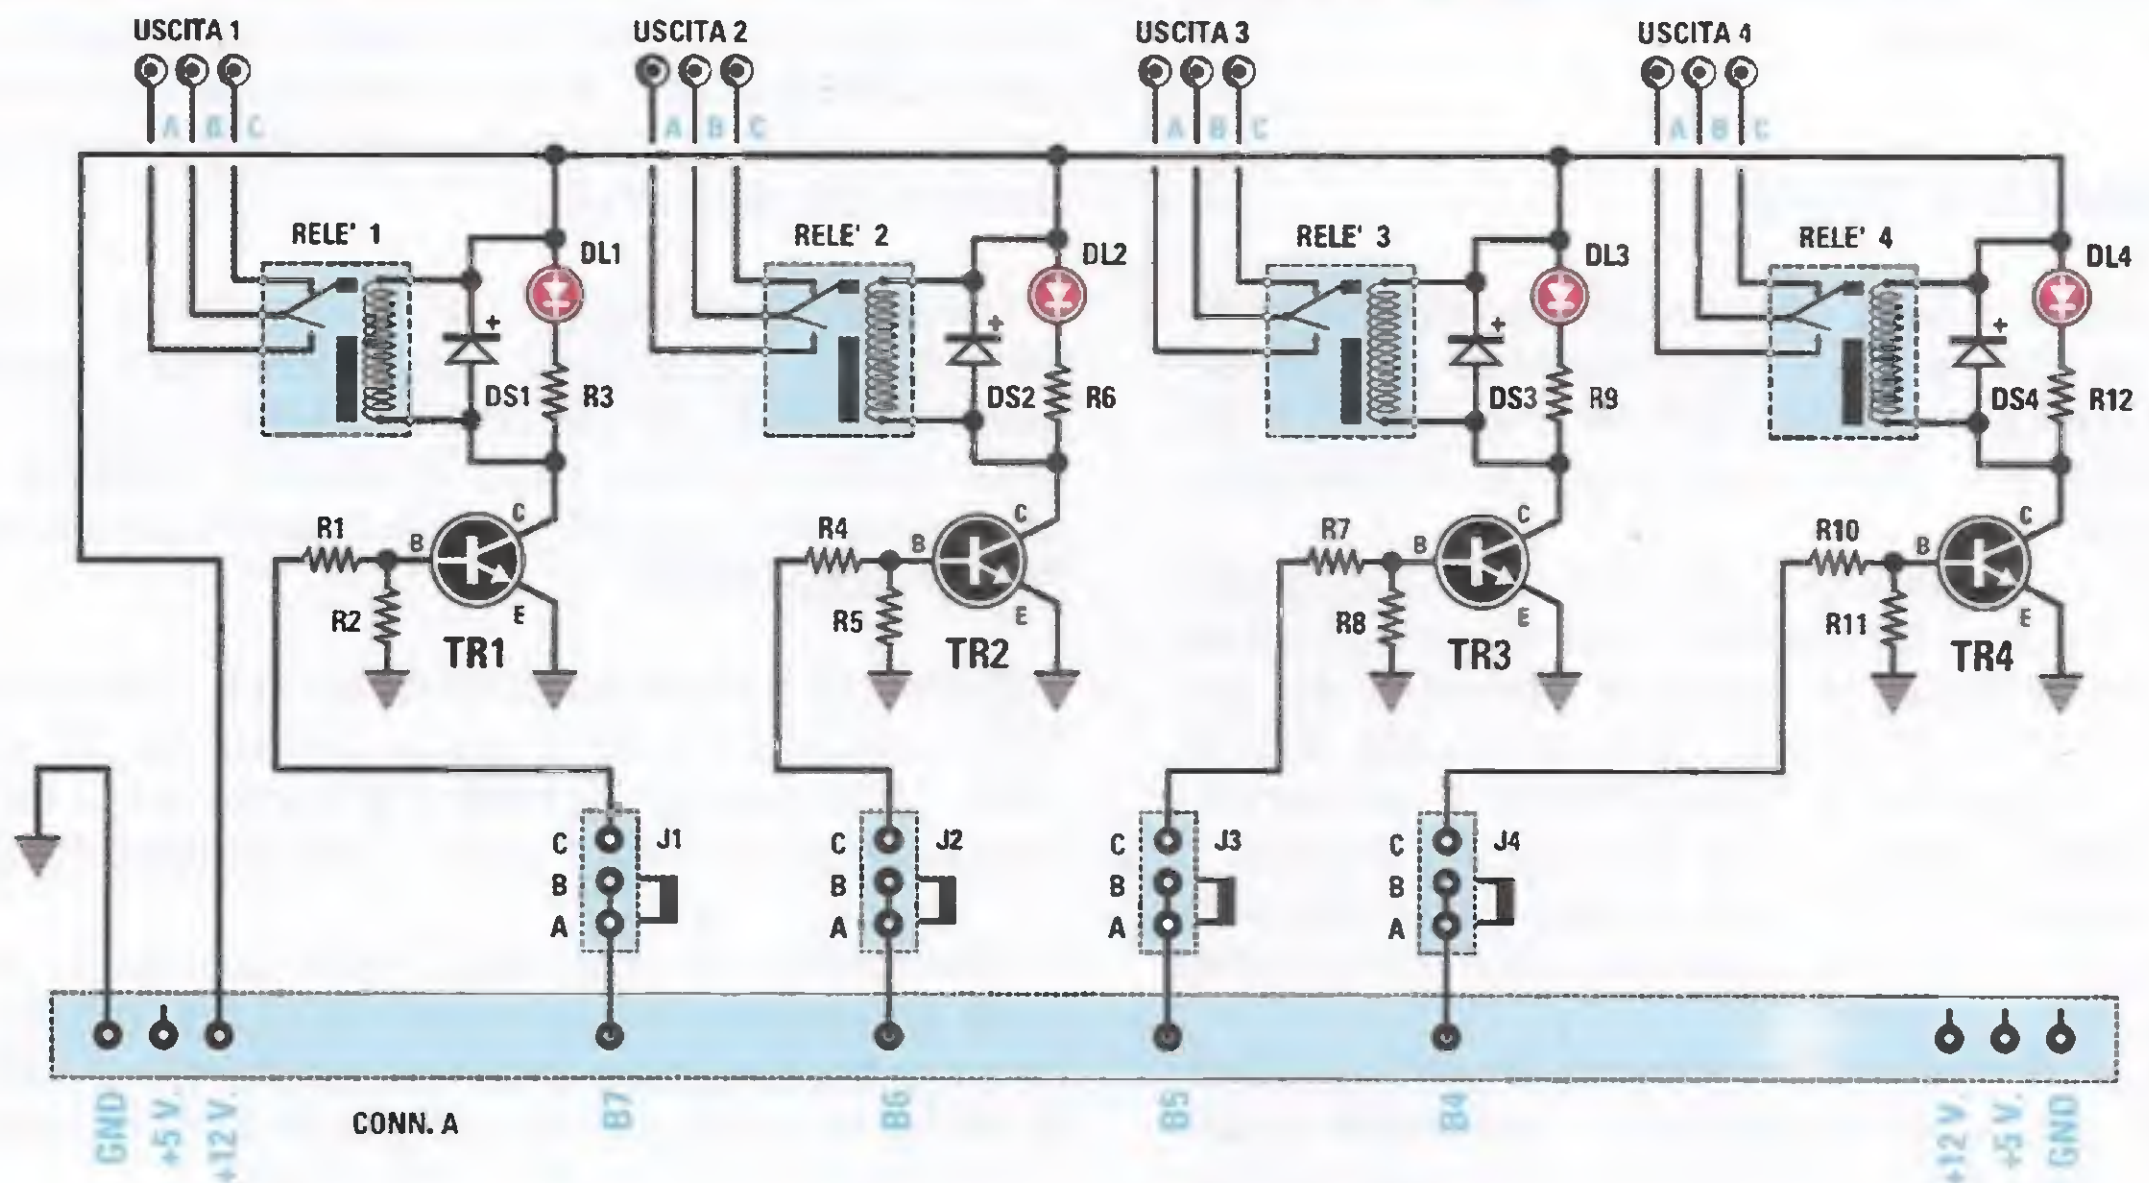 USCITA 1 USCITA 2 USCITA 3 USCITA 4
A B C A B C A B C A B C
RELE' 1 RELE' 2 RELE' 3 RELE' 4
DL1 DL2 DL3 DL4
+ + + +
DS1 R3 DS2 R6 DS3 R9 DS4 R12
C C C C
R1 R4 R7 R10
B B B B
R2 E R5 E R8 E R11 E
TR1 TR2 TR3 TR4
C J1 C J2 C J3 C J4
B B B B
A A A A
GND +5 V. +12 V. CONN. A B7 B6 B5 B4 +12 V. +5 V. GND